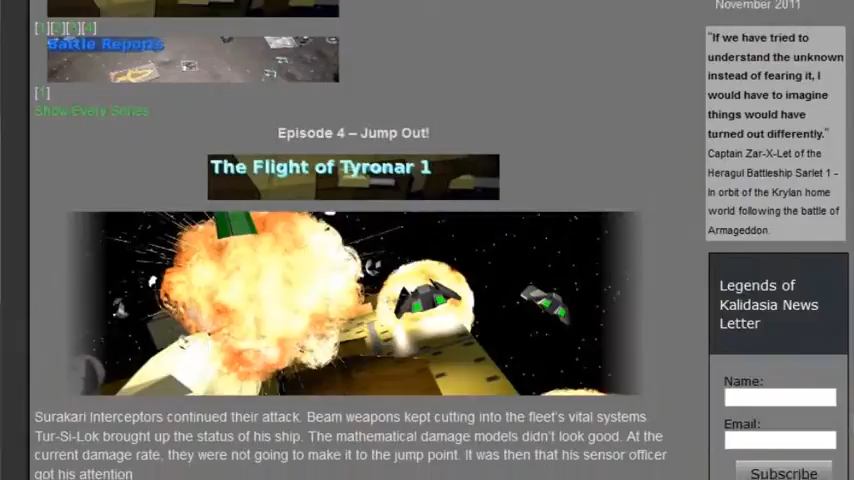 [1][2][3][4]
Battle Reports
[1]
Show Every Series
Episode 4 – Jump Out!
The Flight of Tyronar 1
Surakari Interceptors continued their attack. Beam weapons kept cutting into the fleet's vital systems
Tur-Si-Lok brought up the status of his ship. The mathematical damage models didn't look good. At the
current damage rate, they were not going to make it to the jump point. It was then that his sensor officer
got his attention
November 2011
"If we have tried to
understand the unknown
instead of fearing it, I
would have to imagine
things would have
turned out differently."
Captain Zar-X-Let of the
Heragul Battleship Sarlet 1 -
In orbit of the Krylan home
world following the battle of
Armageddon.
Legends of
Kalidasia News
Letter
Name:
Email:
Subscribe